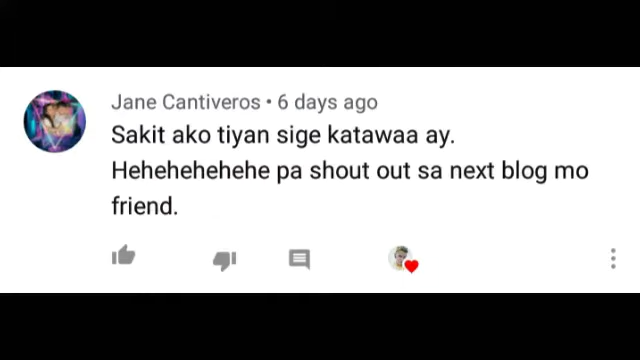 Jane Cantiveros • 6 days ago
Sakit ako tiyan sige katawaa ay.
Hehehehehehe pa shout out sa next blog mo
friend.